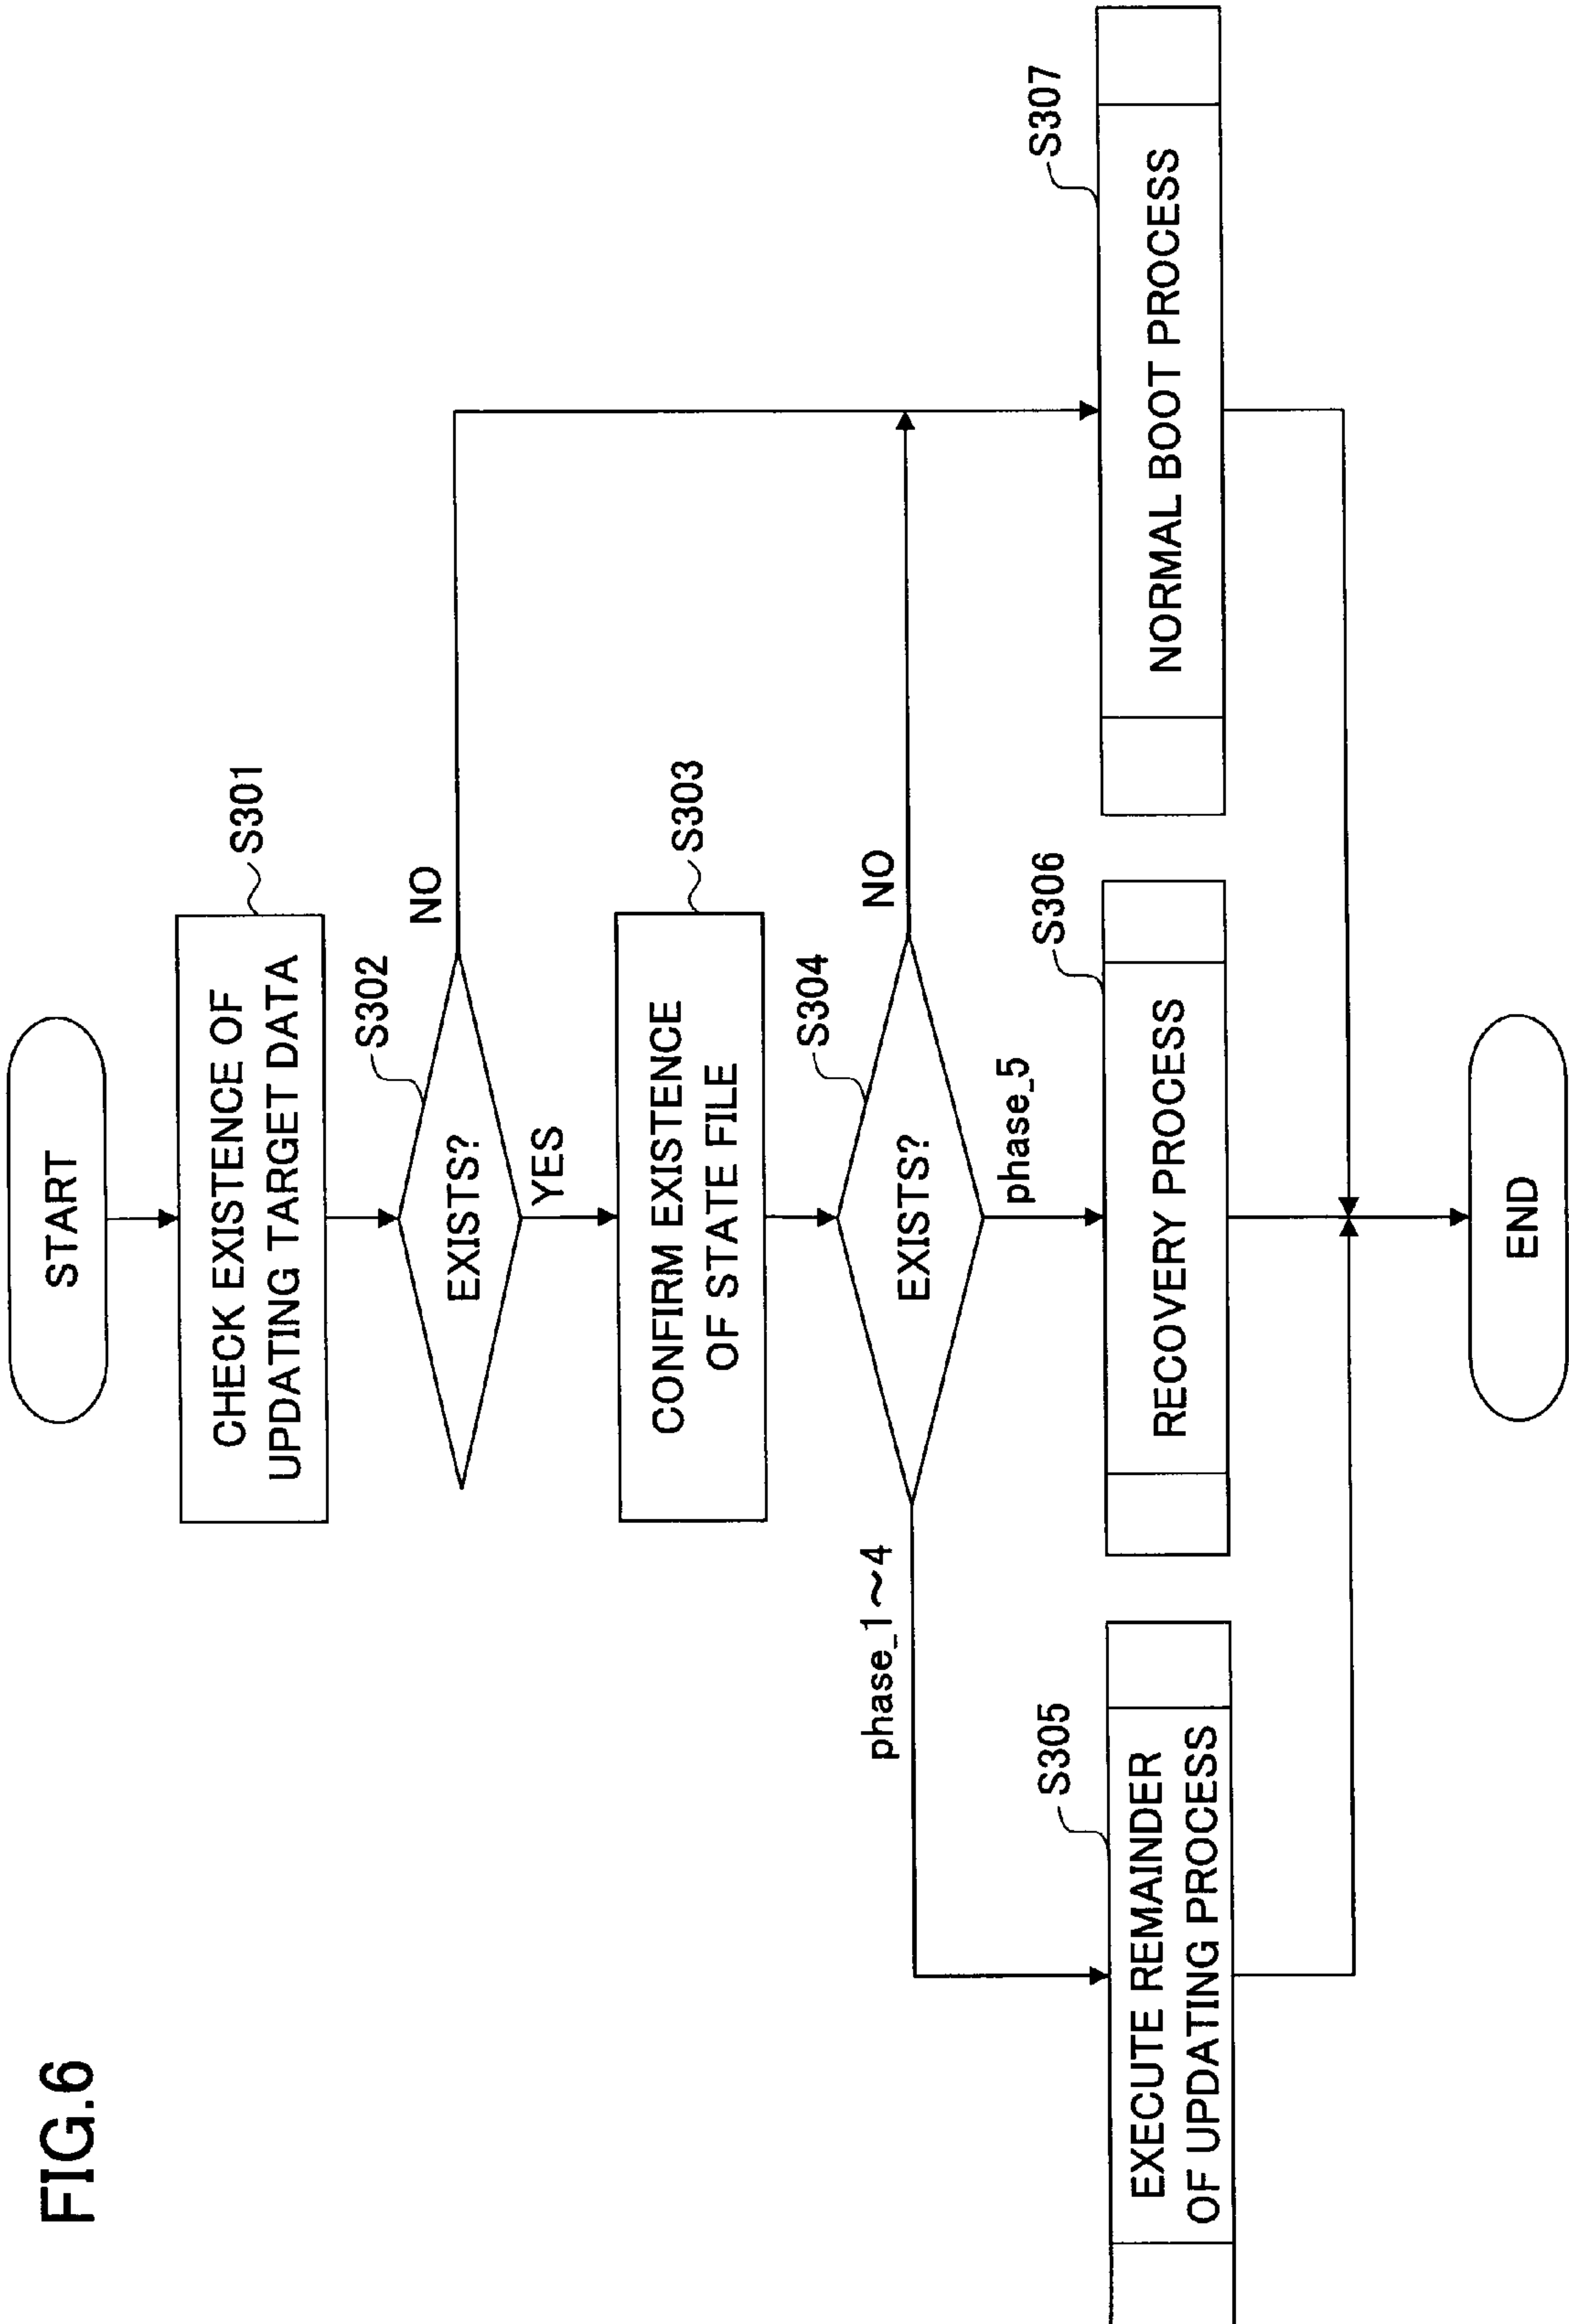 FIG.6
START
CHECK EXISTENCE OF
UPDATING TARGET DATA
S301
S302
EXISTS?
NO
YES
CONFIRM EXISTENCE
OF STATE FILE
S303
S304
EXISTS?
NO
phase_1～4
phase_5
S305
EXECUTE REMAINDER
OF UPDATING PROCESS
S306
RECOVERY PROCESS
S307
NORMAL BOOT PROCESS
END